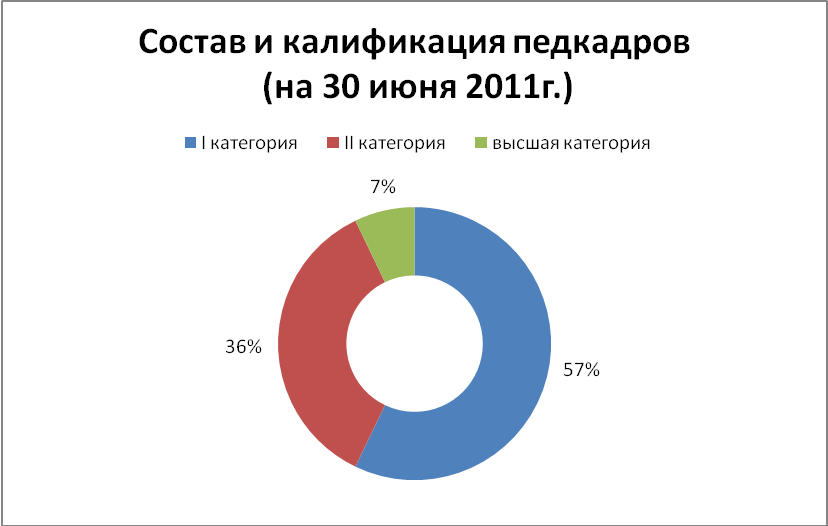 Состав и калификация педкадров
(на 30 июня 2011г.)
I категория II категория высшая категория
7%
36%
57%